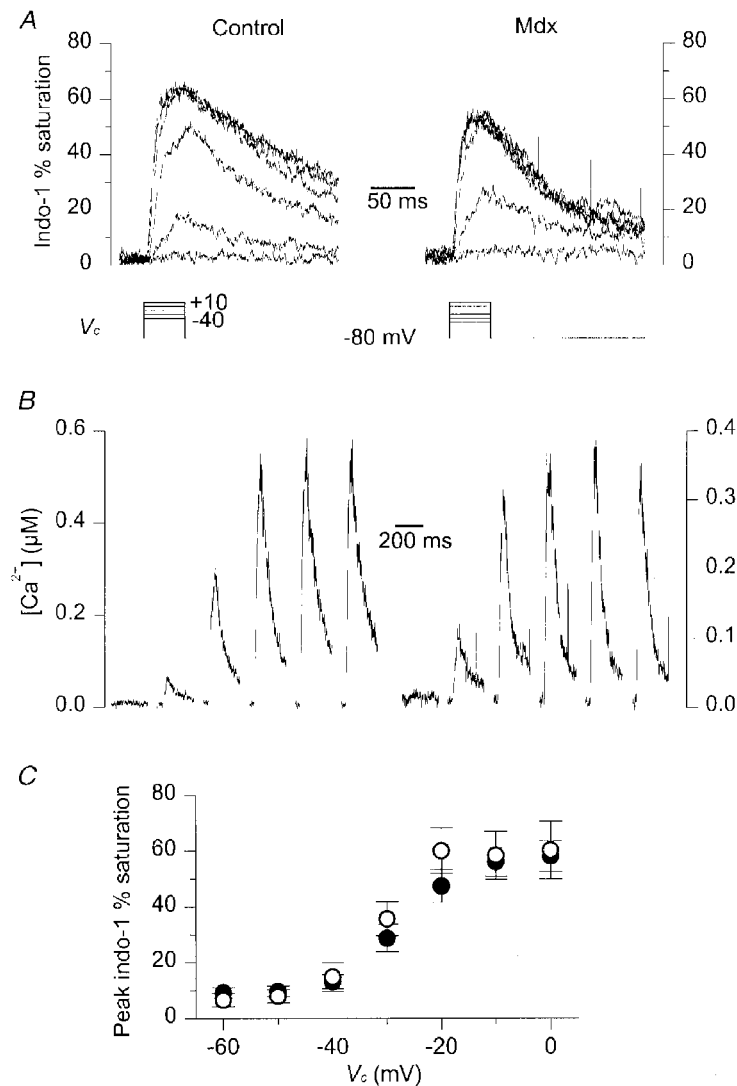 A
Control
Mdx
Indo-1 % saturation
80
60
40
20
0
50 ms
80
60
40
20
0
Vc
+10
-40
-80 mV
B
[Ca2+] (µM)
0.6
0.4
0.2
0.0
200 ms
0.4
0.3
0.2
0.1
0.0
C
Peak indo-1 % saturation
80
60
40
20
0
-60
-40
-20
0
Vc (mV)